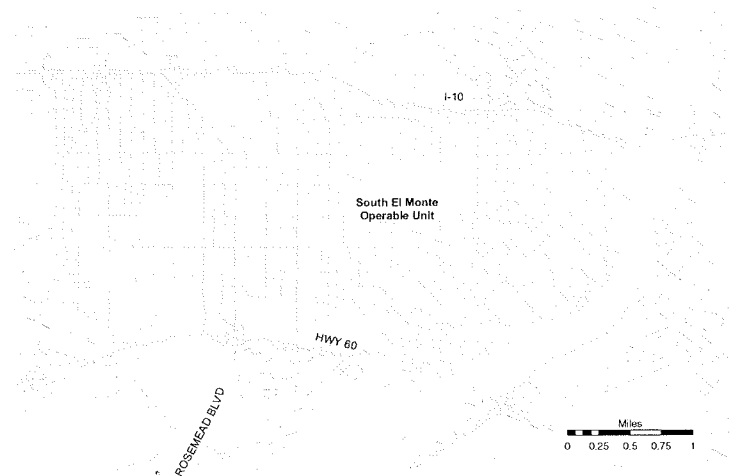 I-10
South El Monte
Operable Unit
HWY 60
ROSEMEAD BLVD
Miles
0 0.25 0.5 0.75 1